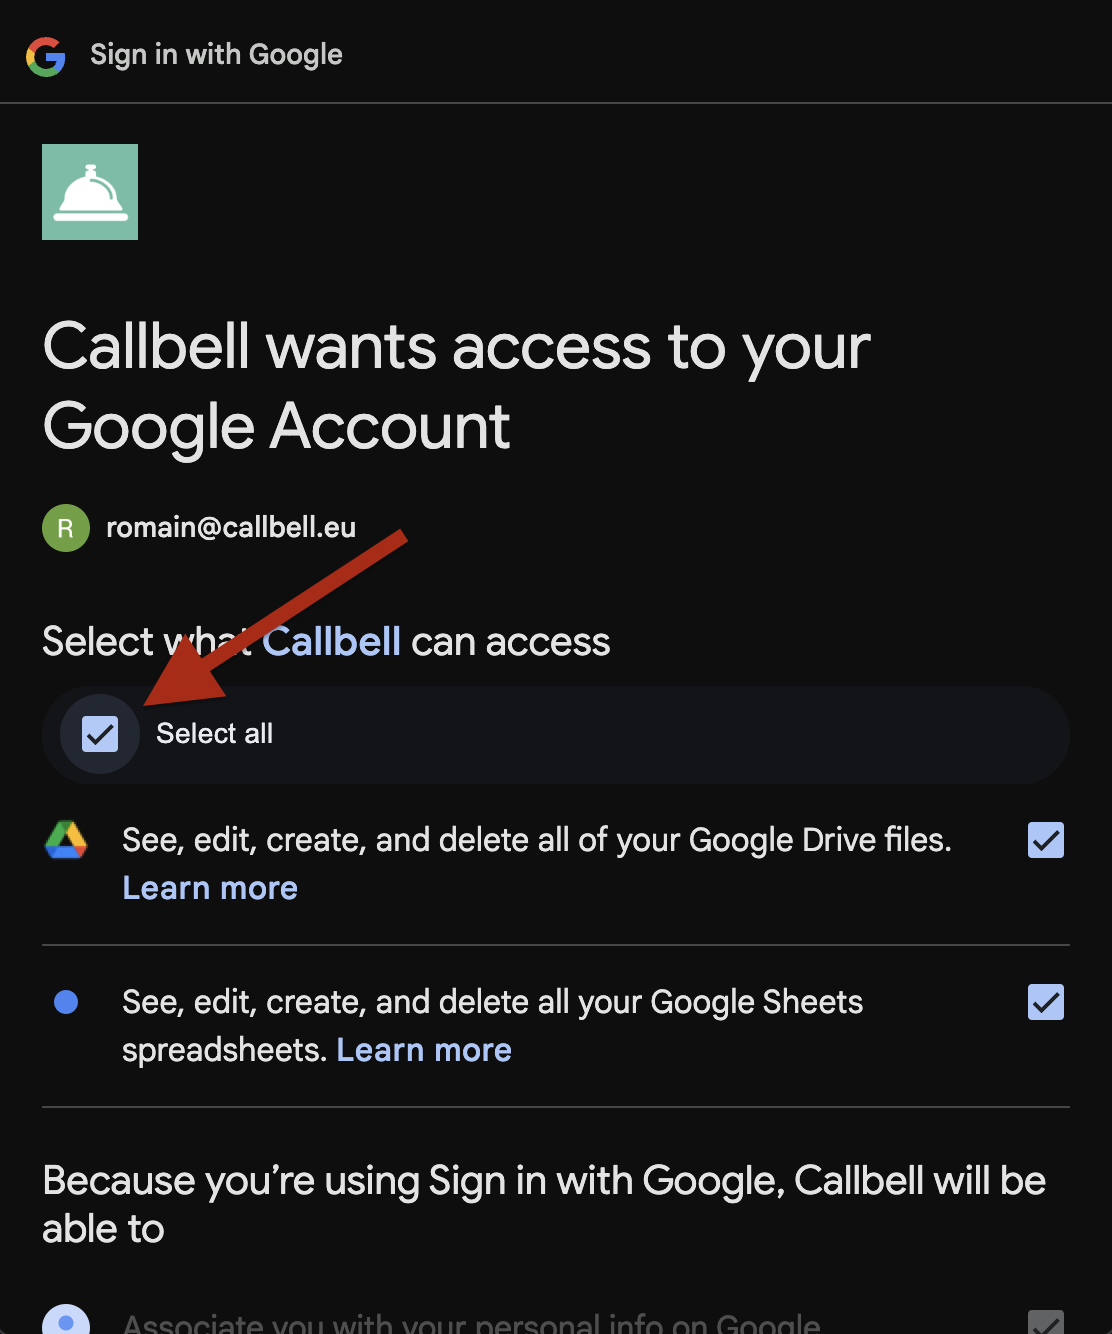 Sign in with Google
Callbell wants access to your
Google Account
R romain@callbell.eu
Select what Callbell can access
Select all
See, edit, create, and delete all of your Google Drive files.
Learn more
See, edit, create, and delete all your Google Sheets
spreadsheets. Learn more
Because you’re using Sign in with Google, Callbell will be
able to
Associate you with your personal info on Google